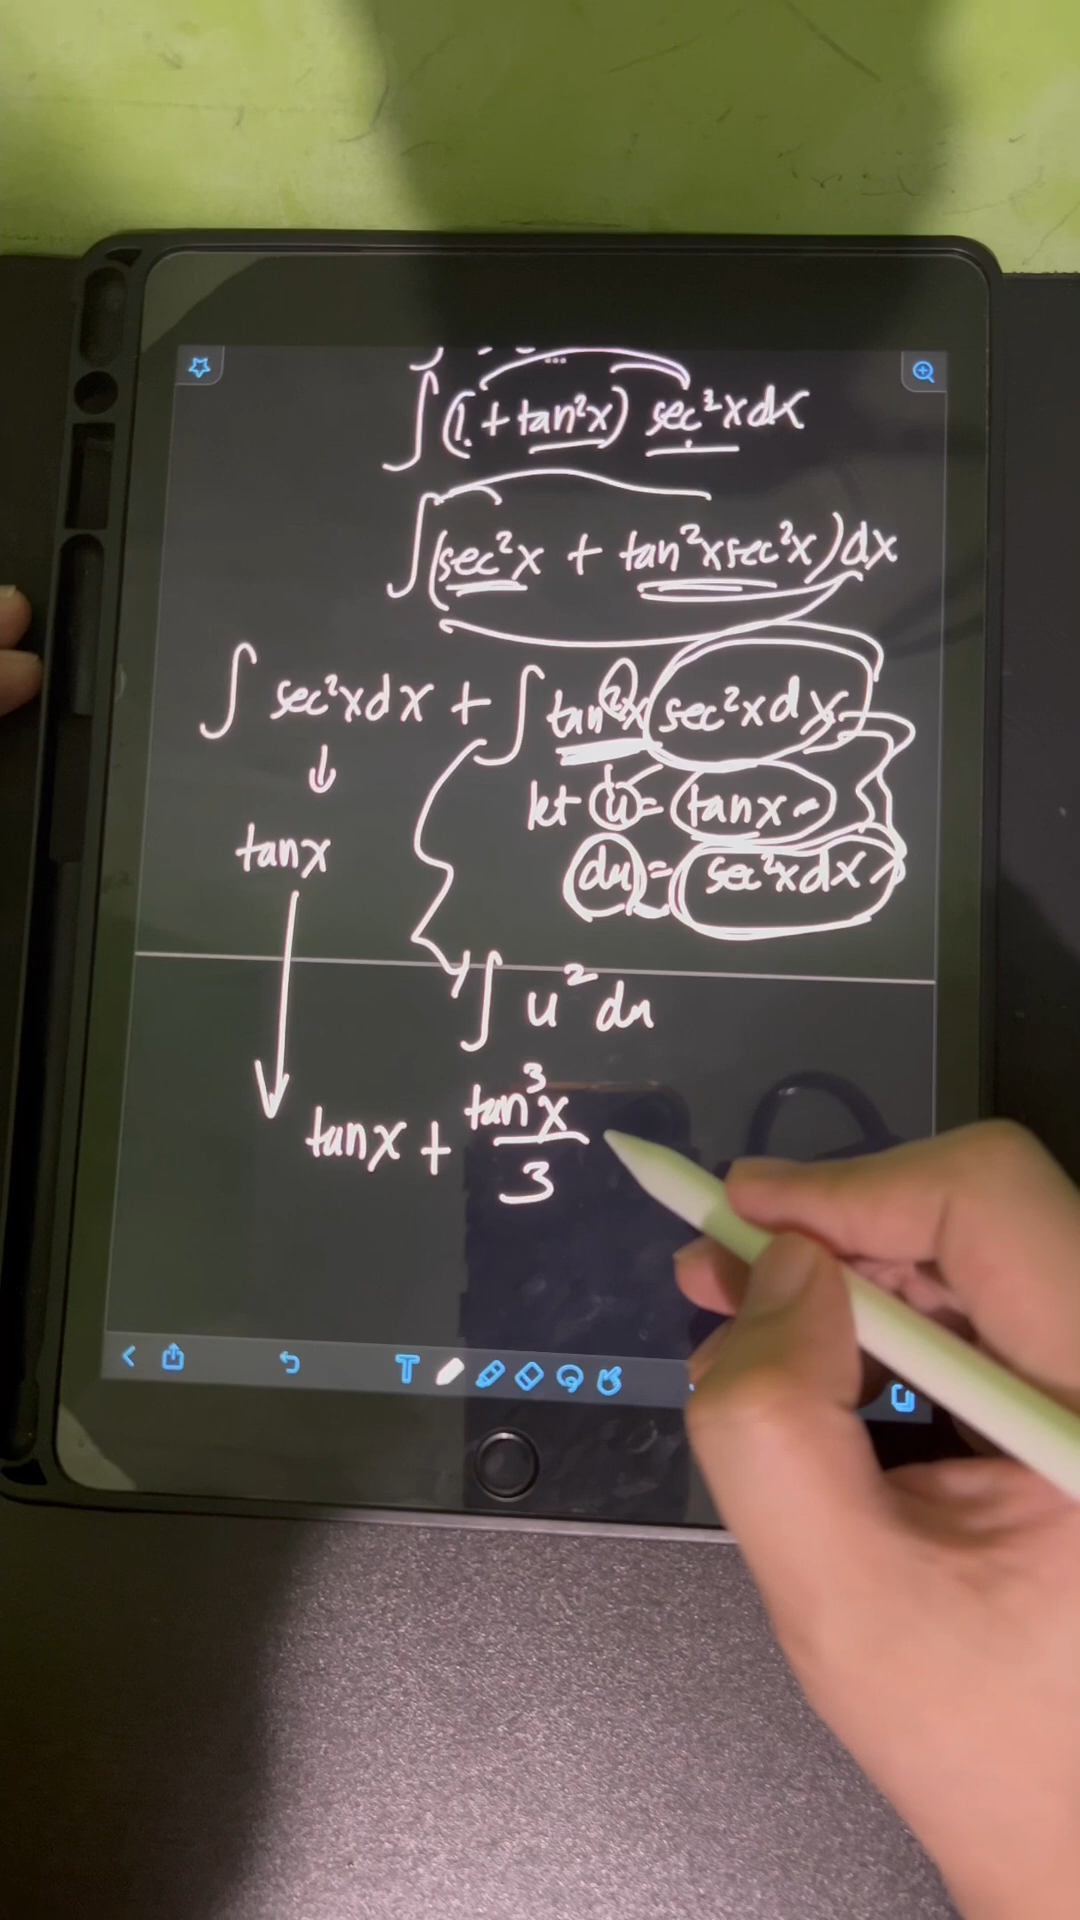 ∫(1 + tan²x) sec²x dx
∫(sec²x + tan²x sec²x) dx
∫ sec²x dx + ∫ tan²x sec²x dx
↓
let u = tanx
tanx
du = sec²x dx
∫ u² du
tanx + tan³x / 3
T